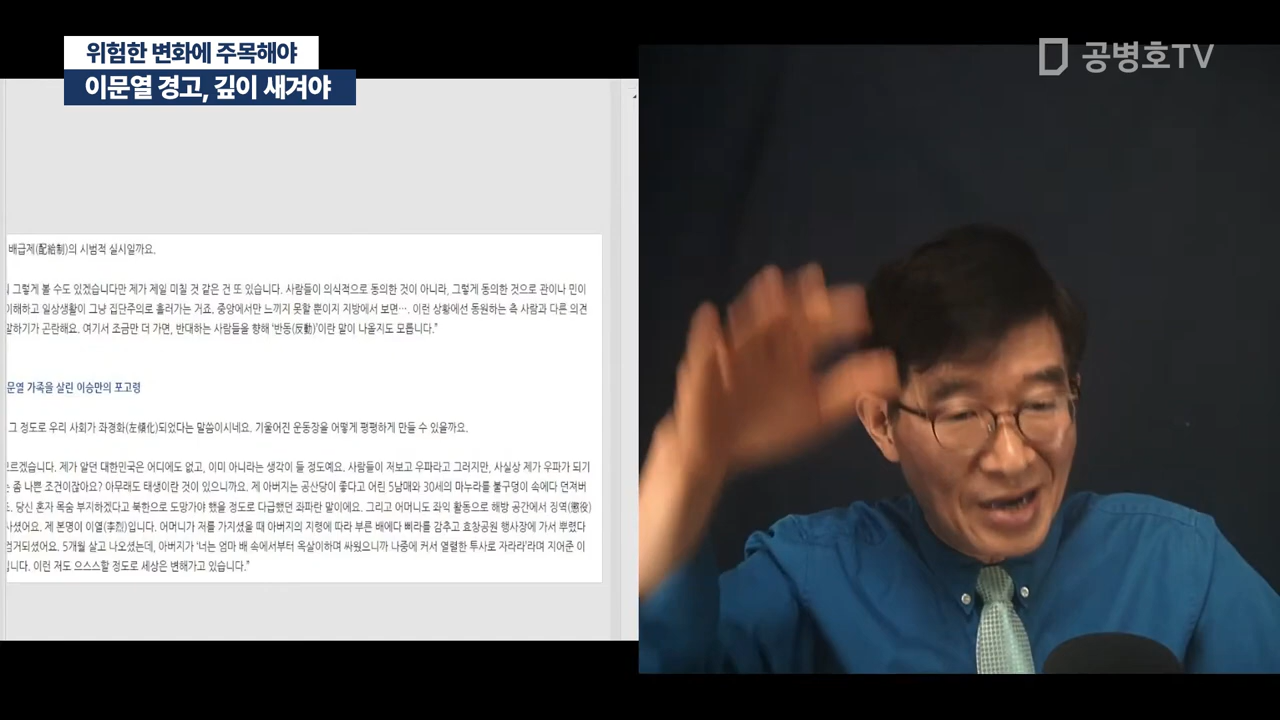 위험한 변화에 주목해야
이문열 경고, 깊이 새겨야
공병호TV
배급제(配給制)의 시범적 실시일까요.
그렇게 볼 수도 있겠습니다만 제가 제일 미칠 것 같은 건 또 있습니다. 사람들이 의식적으로 동의한 것이 아니라, 그렇게 동의한 것으로 관이나 민이
이해하고 일상생활이 그냥 집단주의로 흘러가는 거죠. 중앙에서만 느끼지 못할 뿐이지 지방에서 보면…. 이런 상황에선 동원하는 측 사람과 다른 의견
말하기가 곤란해요. 여기서 조금만 더 가면, 반대하는 사람들을 향해 '반동(反動)'이란 말이 나올지도 모릅니다."
문열 가족을 살린 이승만의 포고령
그 정도로 우리 사회가 좌경화(左傾化)되었다는 말씀이시네요. 기울어진 운동장을 어떻게 평평하게 만들 수 있을까요.
모르겠습니다. 제가 알던 대한민국은 어디에도 없고, 이미 아니라는 생각이 들 정도예요. 사람들이 저보고 우파라고 그러지만, 사실상 제가 우파가 되기
는 좀 나쁜 조건이잖아요? 아무래도 태생이란 것이 있으니까요. 제 아버지는 공산당이 좋다고 어린 5남매와 30세의 마누라를 불구덩이 속에다 던져버
당신 혼자 목숨 부지하겠다고 북한으로 도망가야 했을 정도로 다급했던 좌파란 말이에요. 그리고 어머니도 좌익 활동으로 해방 공간에서 징역(懲役)
사셨어요. 제 본명이 이열(李烈)입니다. 어머니가 저를 가지셨을 때 아버지의 지령에 따라 부른 배에다 삐라를 감추고 효창공원 행사장에 가서 뿌렸다
검거되셨어요. 5개월 살고 나오셨는데, 아버지가 '너는 엄마 배 속에서부터 옥살이하며 싸웠으니까 나중에 커서 열렬한 투사로 자라라'라며 지어준 이
입니다. 이런 저도 으스스할 정도로 세상은 변해가고 있습니다."